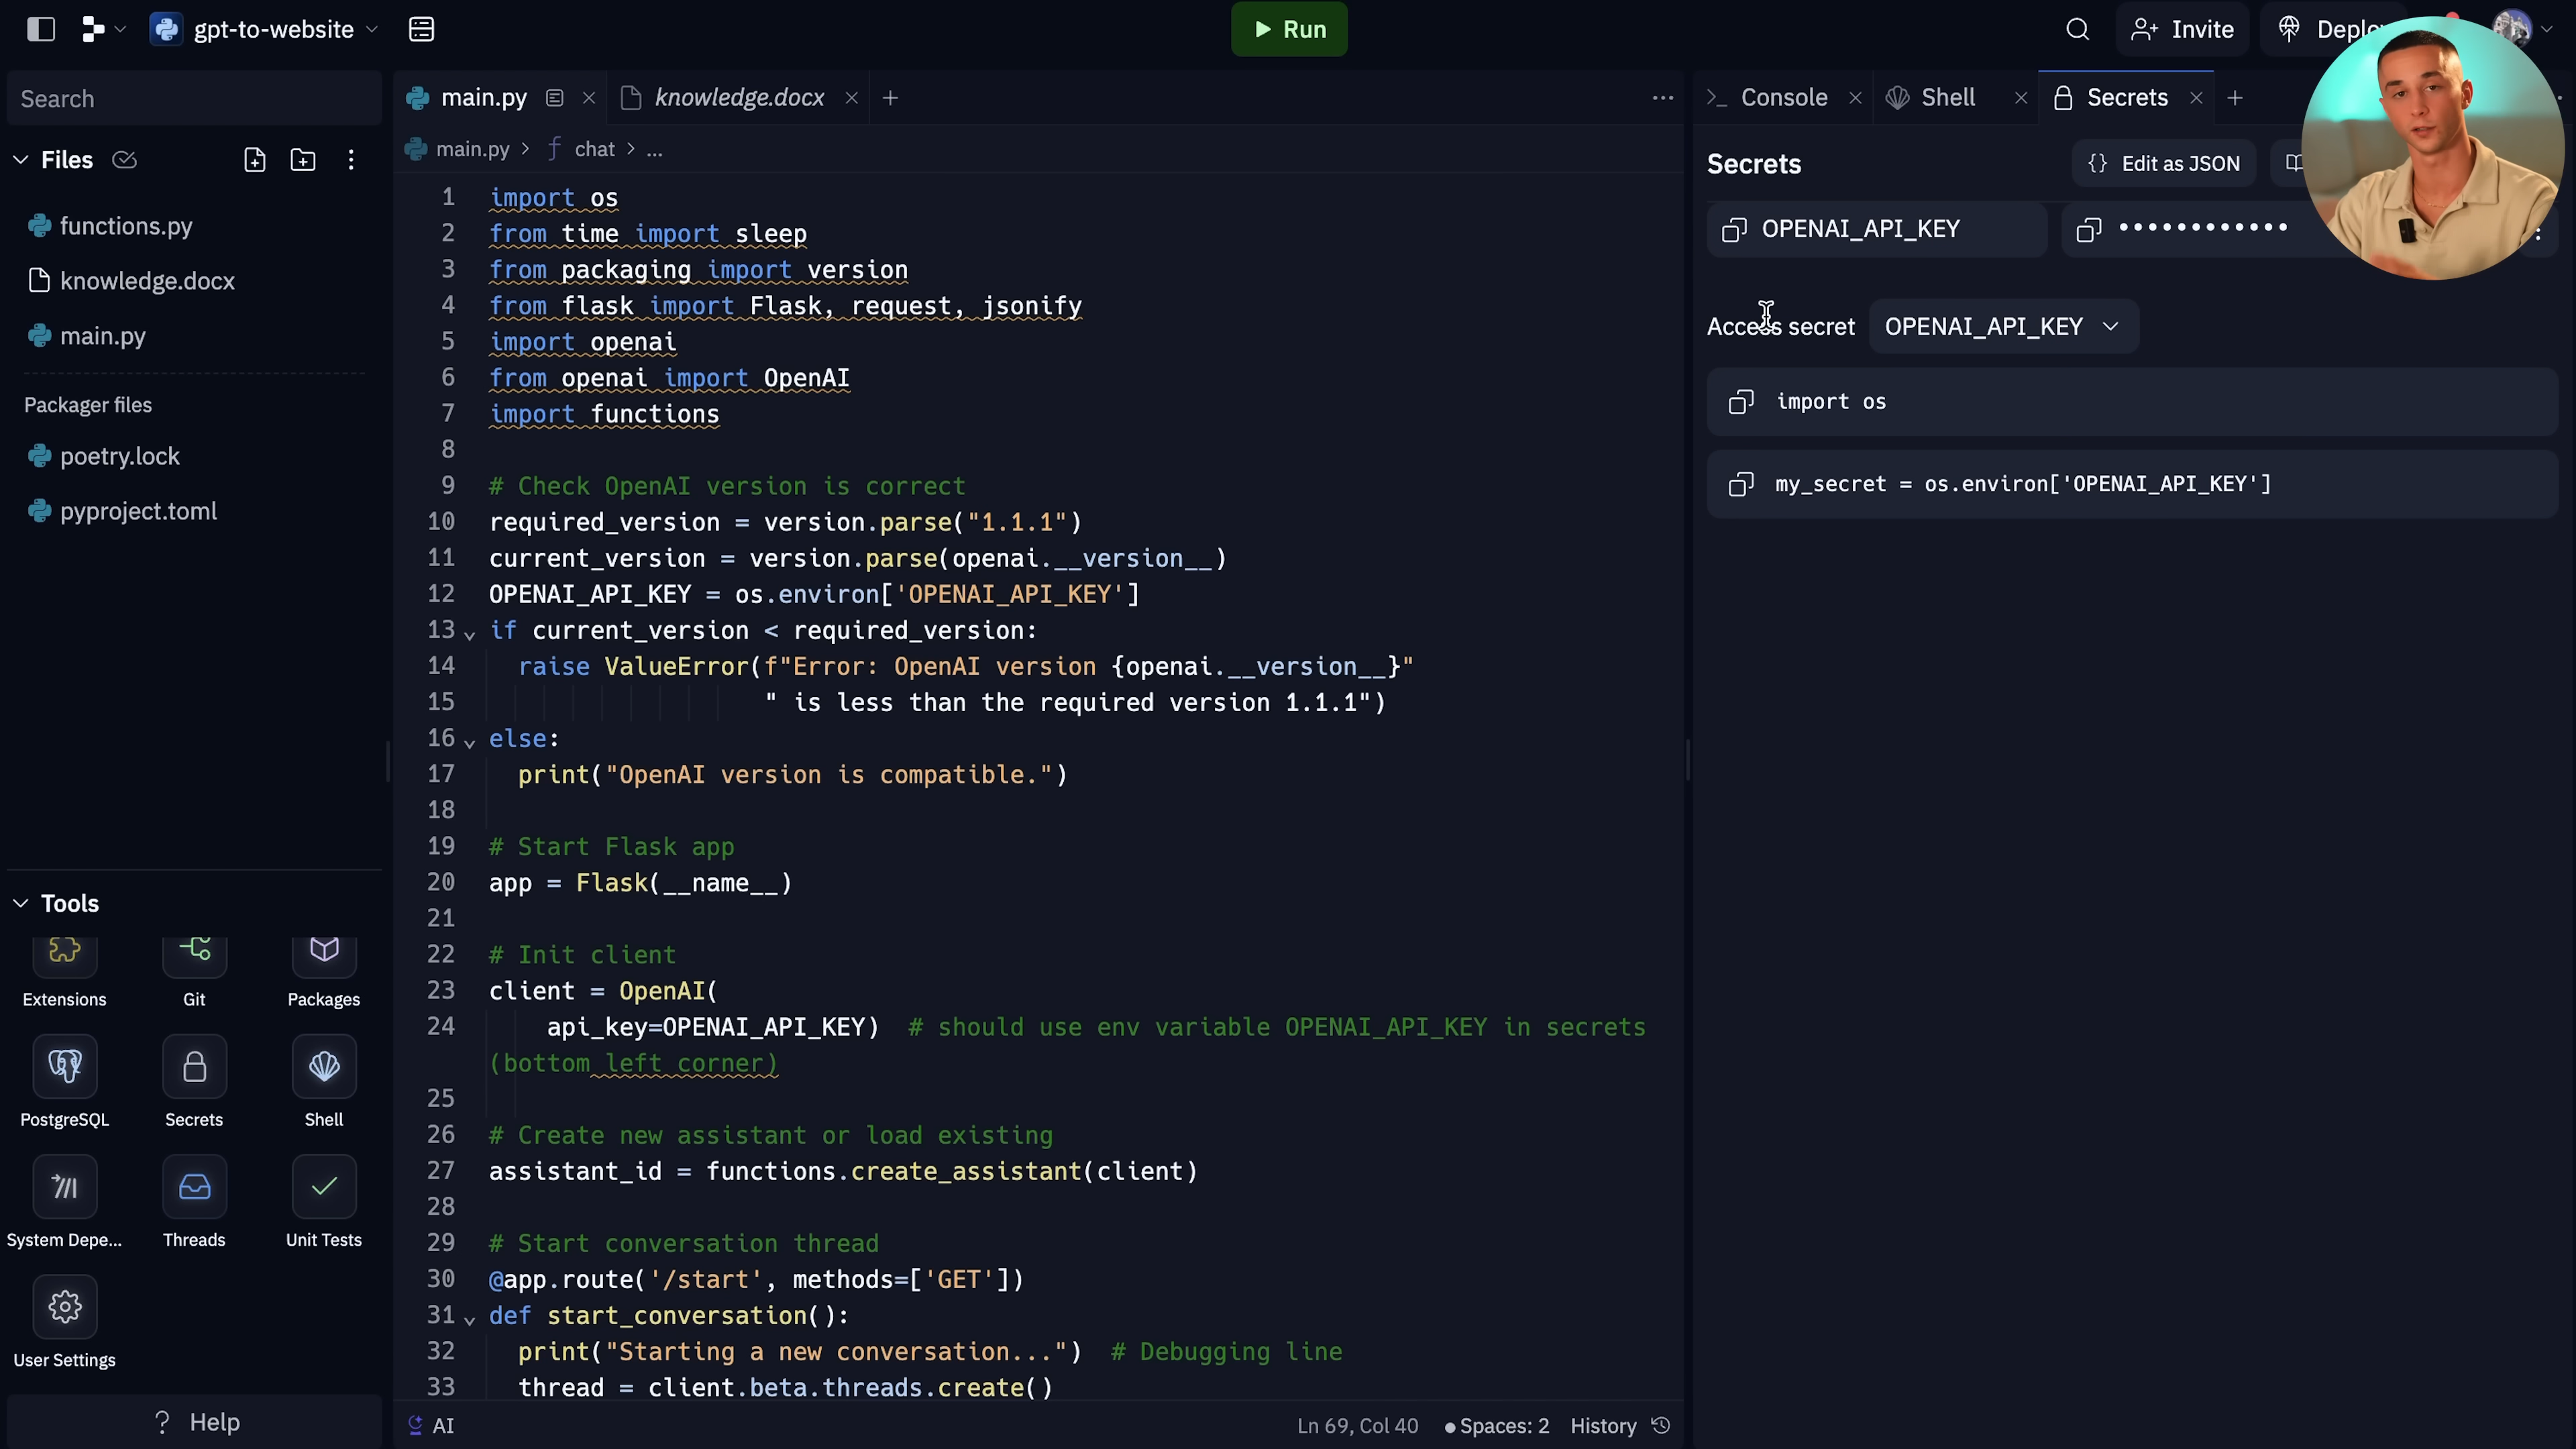 gpt-to-website
Run
Invite
Search
Files
functions.py
knowledge.docx
main.py
Packager files
poetry.lock
pyproject.toml
Tools
Extensions
Git
Packages
PostgreSQL
Secrets
Shell
System Depe...
Threads
Unit Tests
User Settings
? Help
main.py
knowledge.docx
main.py > chat > ...
1 import os
2 from time import sleep
3 from packaging import version
4 from flask import Flask, request, jsonify
5 import openai
6 from openai import OpenAI
7 import functions
8
9 # Check OpenAI version is correct
10 required_version = version.parse("1.1.1")
11 current_version = version.parse(openai.__version__)
12 OPENAI_API_KEY = os.environ['OPENAI_API_KEY']
13 if current_version < required_version:
14 raise ValueError(f"Error: OpenAI version {openai.__version__}"
15 " is less than the required version 1.1.1")
16 else:
17 print("OpenAI version is compatible.")
18
19 # Start Flask app
20 app = Flask(__name__)
21
22 # Init client
23 client = OpenAI(
24 api_key=OPENAI_API_KEY) # should use env variable OPENAI_API_KEY in secrets
(bottom left corner)
25
26 # Create new assistant or load existing
27 assistant_id = functions.create_assistant(client)
28
29 # Start conversation thread
30 @app.route('/start', methods=['GET'])
31 def start_conversation():
32 print("Starting a new conversation...") # Debugging line
33 thread = client.beta.threads.create()
AI
Ln 69, Col 40
Spaces: 2
History
Console
Shell
Secrets
Secrets
{} Edit as JSON
OPENAI_API_KEY
••••••••••••
Access secret
OPENAI_API_KEY
import os
my_secret = os.environ['OPENAI_API_KEY']